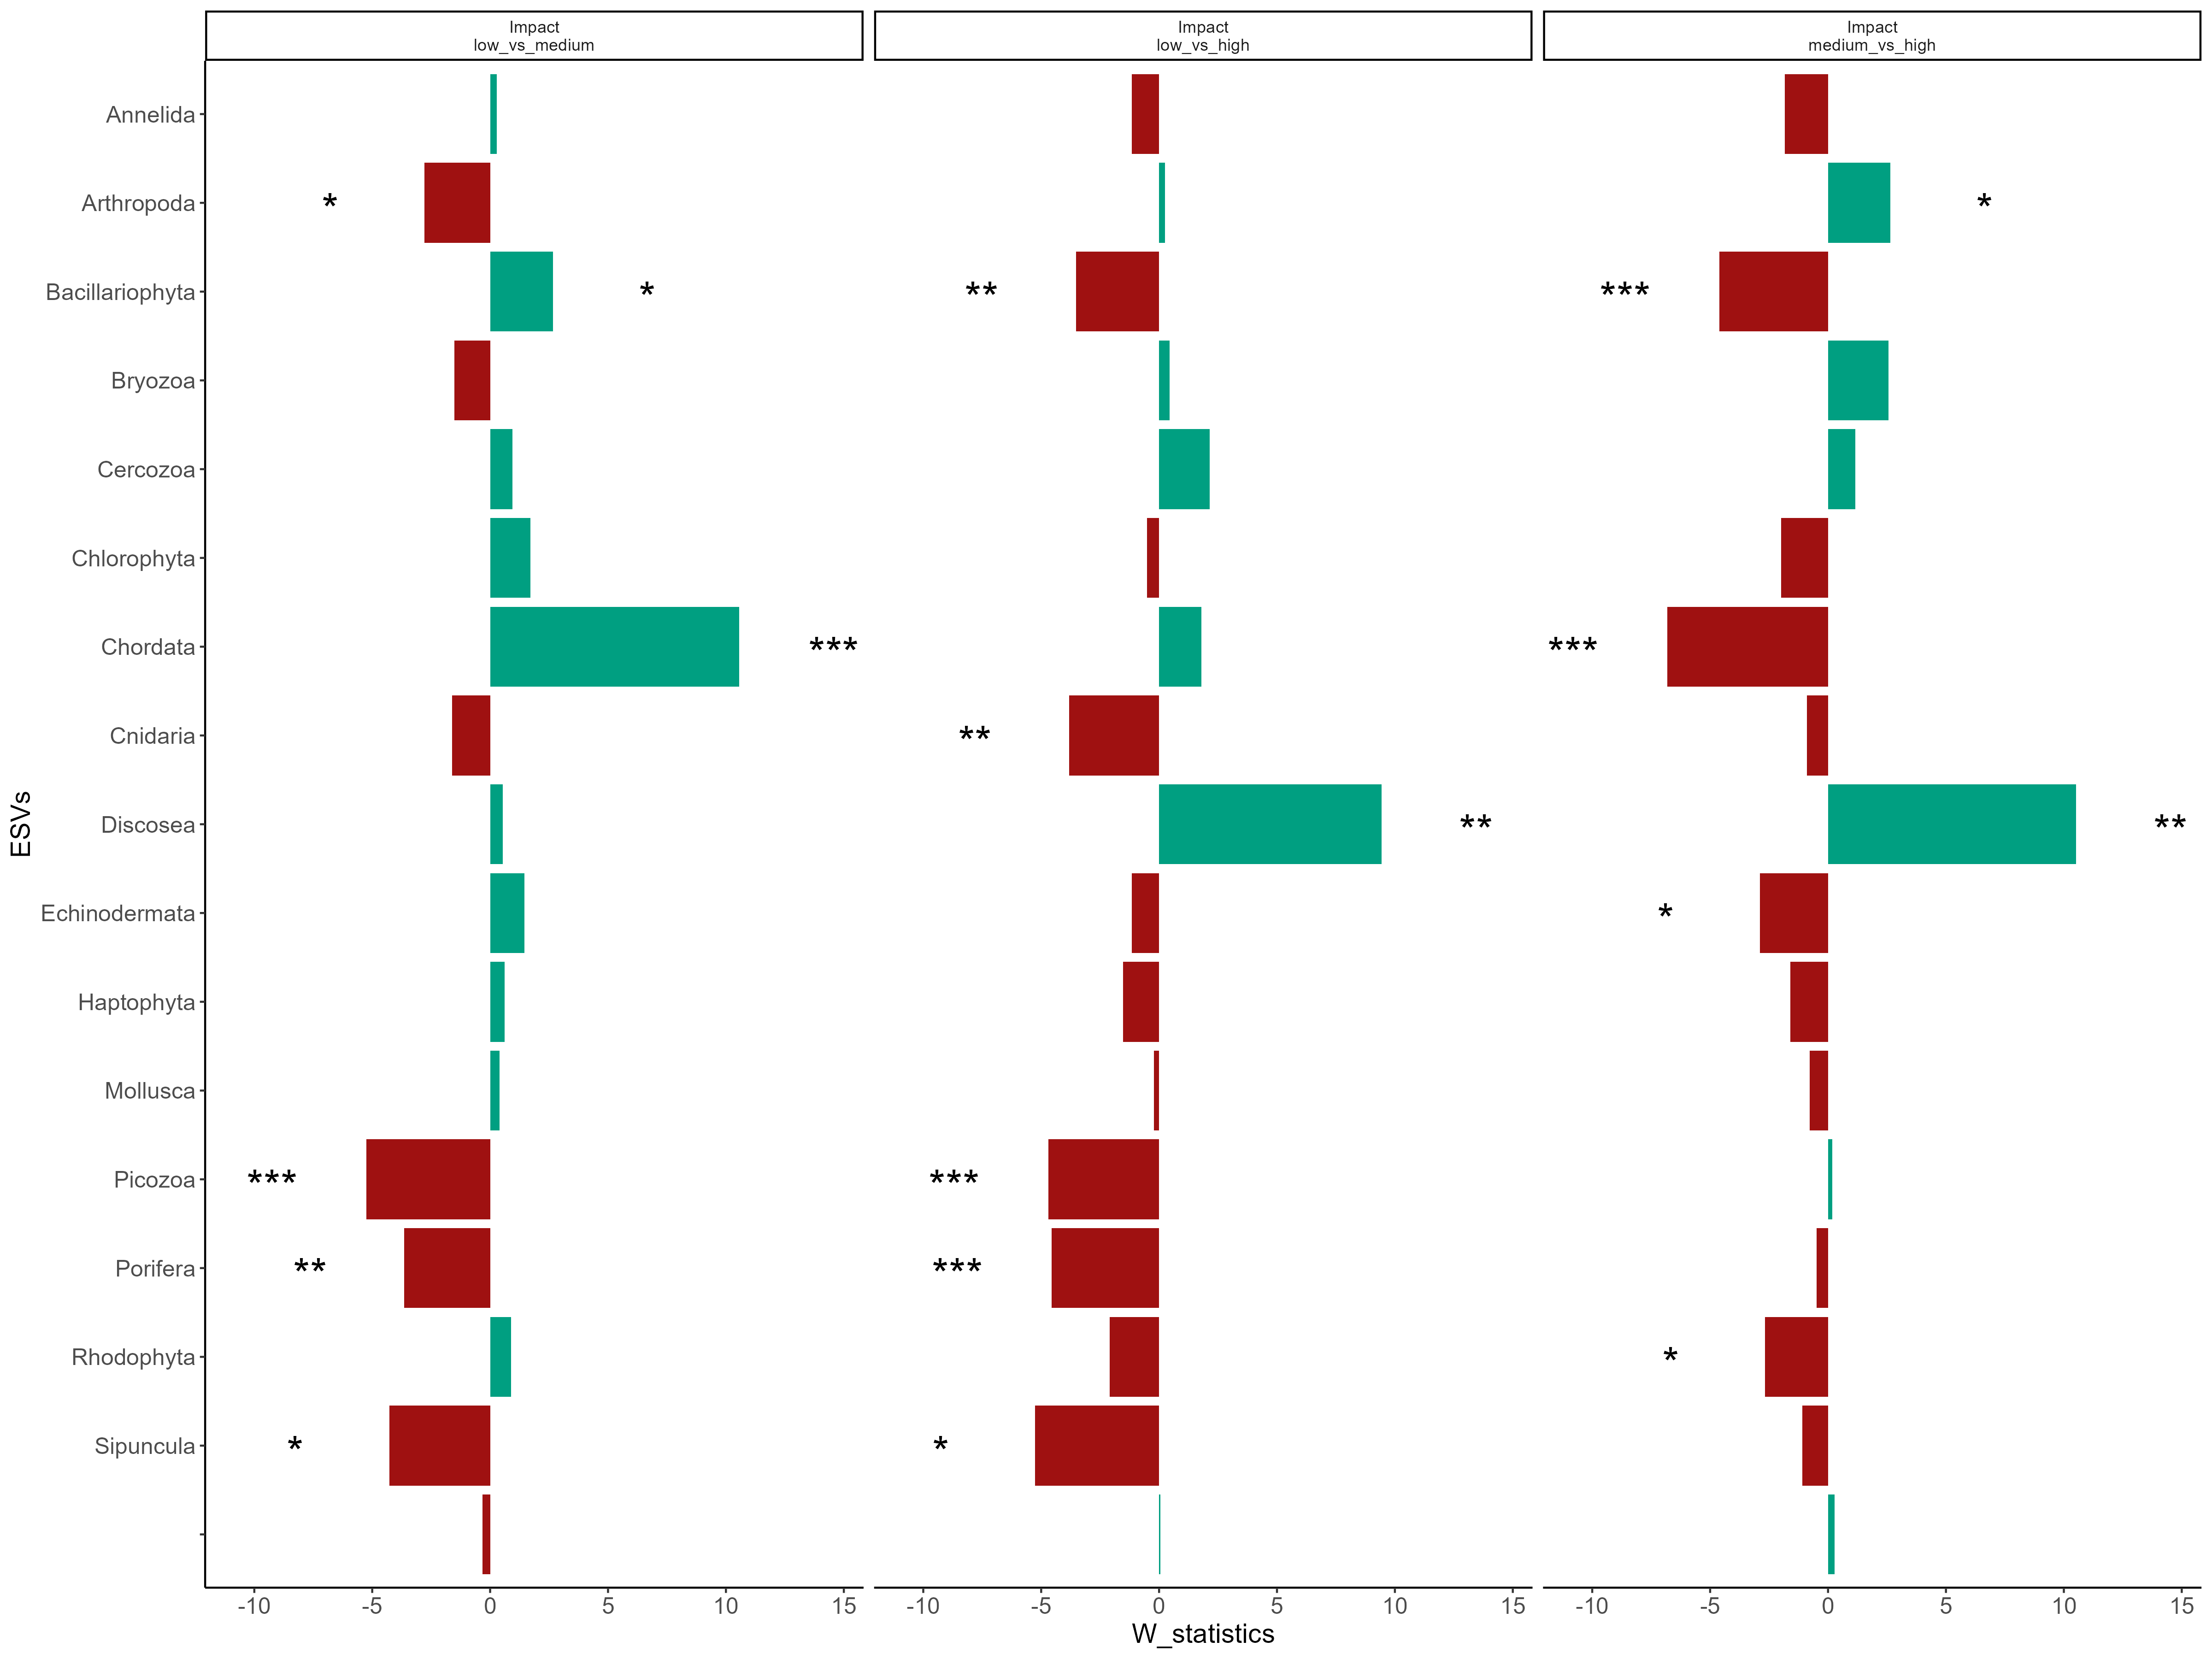 Impact
low_vs_medium
Impact
low_vs_high
Impact
medium_vs_high
Annelida
Arthropoda
* *
Bacillariophyta
* ** ***
Bryozoa
Cercozoa
Chlorophyta
Chordata
*** ***
Cnidaria
**
Discosea
** **
Echinodermata
*
Haptophyta
Mollusca
Picozoa
*** ***
Porifera
** ***
Rhodophyta
*
Sipuncula
* *
ESVs
-10 -5 0 5 10 15
-10 -5 0 5 10 15
-10 -5 0 5 10 15
W_statistics